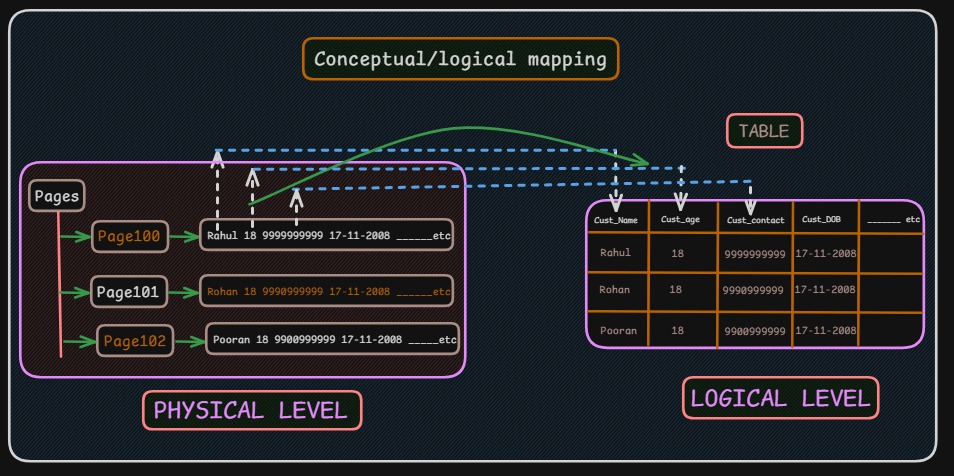 Conceptual/logical mapping
TABLE
Pages
Page100
Rahul 18 9999999999 17-11-2008 ______etc
Page101
Rohan 18 9990999999 17-11-2008 ______etc
Page102
Pooran 18 9900999999 17-11-2008 _____etc
PHYSICAL LEVEL
Cust_Name Cust_age Cust_contact Cust_DOB _______ etc
Rahul 18 9999999999 17-11-2008
Rohan 18 9990999999 17-11-2008
Pooran 18 9900999999 17-11-2008
LOGICAL LEVEL